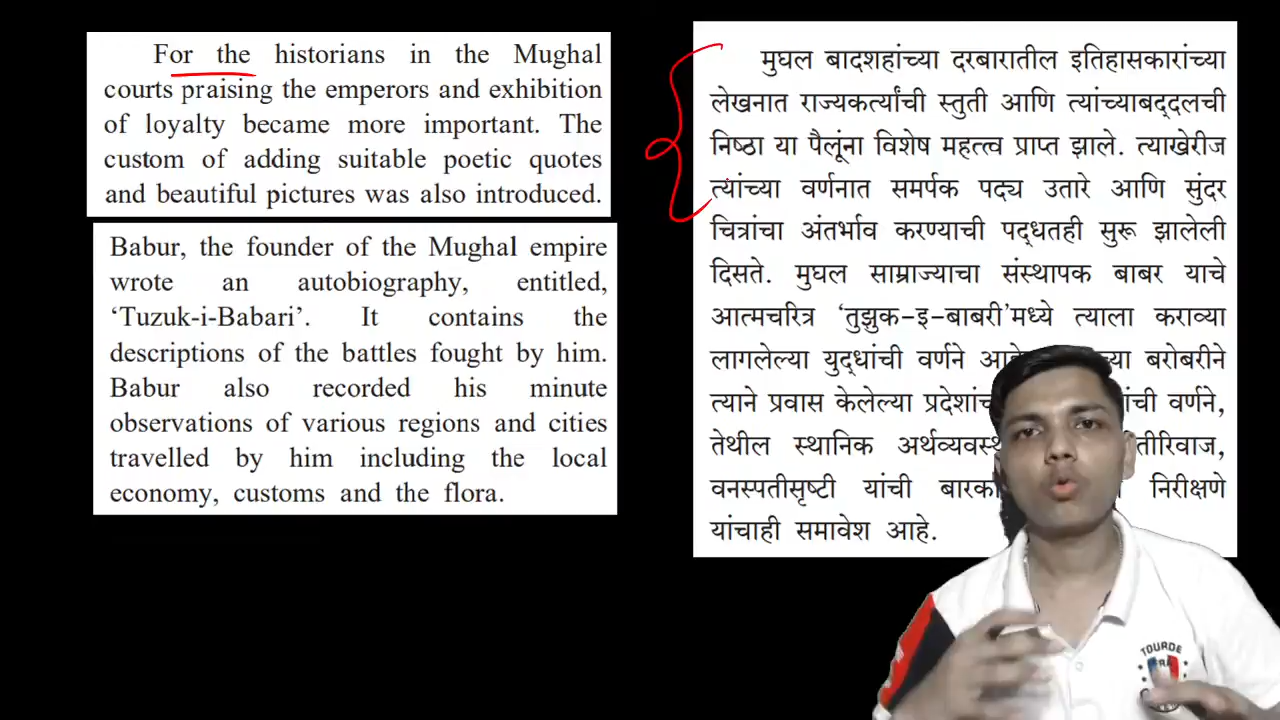 For the historians in the Mughal
courts praising the emperors and exhibition
of loyalty became more important. The
custom of adding suitable poetic quotes
and beautiful pictures was also introduced.
Babur, the founder of the Mughal empire
wrote an autobiography, entitled,
‘Tuzuk-i-Babari’. It contains the
descriptions of the battles fought by him.
Babur also recorded his minute
observations of various regions and cities
travelled by him including the local
economy, customs and the flora.
मुघल बादशहांच्या दरबारातील इतिहासकारांच्या
लेखनात राज्यकर्त्यांची स्तुती आणि त्यांच्याबद्दलची
निष्ठा या पैलूंना विशेष महत्त्व प्राप्त झाले. त्याखेरीज
त्यांच्या वर्णनात समर्पक पद्य उतारे आणि सुंदर
चित्रांचा अंतर्भाव करण्याची पद्धतही सुरू झालेली
दिसते. मुघल साम्राज्याचा संस्थापक बाबर याचे
आत्मचरित्र ‘तुझुक-इ-बाबरी’मध्ये त्याला कराव्या
लागलेल्या युद्धांची वर्णने बरोबरीने
त्याने प्रवास केलेल्या वर्णने,
तेथील स्थानिक
वनस्पतीसृष्टी यांची निरीक्षणे
यांचाही समावेश आहे.
TOURDE